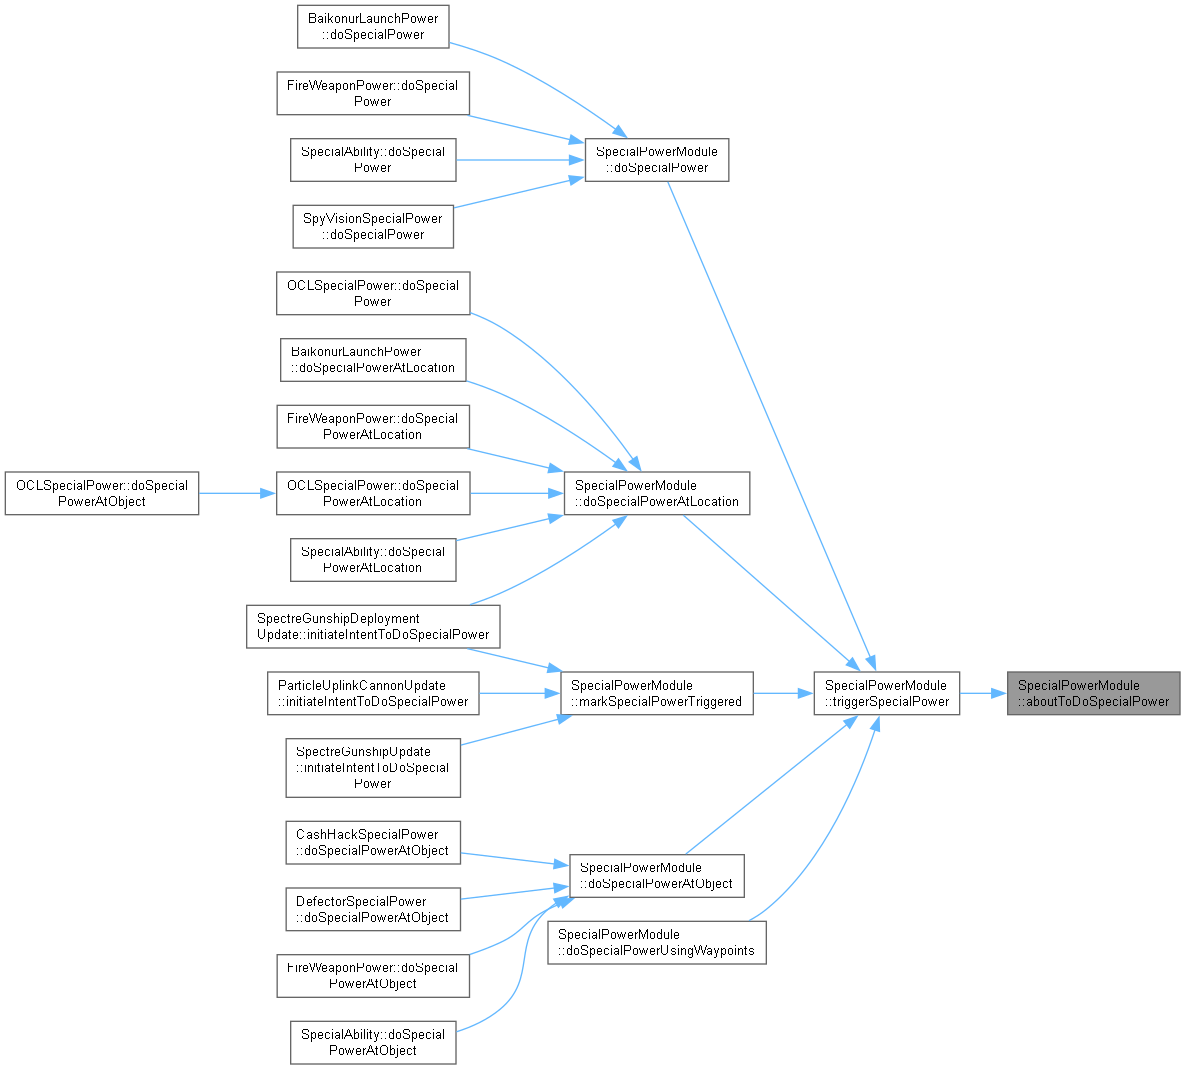 BaikonurLaunchPower
::doSpecialPower
FireWeaponPower::doSpecial
Power
SpecialAbility::doSpecial
Power
SpyVisionSpecialPower
::doSpecialPower
SpecialPowerModule
::doSpecialPower
OCLSpecialPower::doSpecial
Power
BaikonurLaunchPower
::doSpecialPowerAtLocation
FireWeaponPower::doSpecial
PowerAtLocation
OCLSpecialPower::doSpecial
PowerAtObject
OCLSpecialPower::doSpecial
PowerAtLocation
SpecialAbility::doSpecial
PowerAtLocation
SpecialPowerModule
::doSpecialPowerAtLocation
SpectreGunshipDeployment
Update::initiateIntentToDoSpecialPower
ParticleUplinkCannonUpdate
::initiateIntentToDoSpecialPower
SpectreGunshipUpdate
::initiateIntentToDoSpecial
Power
SpecialPowerModule
::markSpecialPowerTriggered
SpecialPowerModule
::triggerSpecialPower
SpecialPowerModule
::aboutToDoSpecialPower
CashHackSpecialPower
::doSpecialPowerAtObject
DefectorSpecialPower
::doSpecialPowerAtObject
FireWeaponPower::doSpecial
PowerAtObject
SpecialAbility::doSpecial
PowerAtObject
SpecialPowerModule
::doSpecialPowerAtObject
SpecialPowerModule
::doSpecialPowerUsingWaypoints